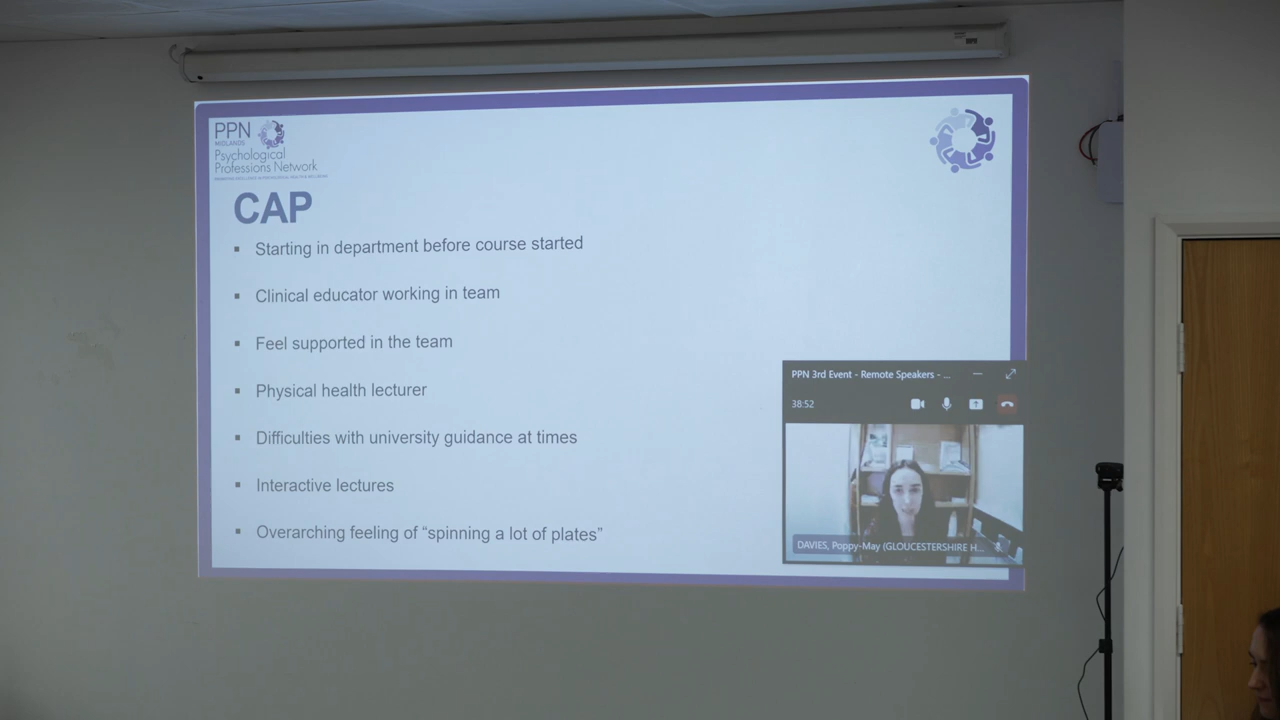 PPN
MIDLANDS
Psychological
Professions Network
CAP
▪ Starting in department before course started
▪ Clinical educator working in team
▪ Feel supported in the team
▪ Physical health lecturer
▪ Difficulties with university guidance at times
▪ Interactive lectures
▪ Overarching feeling of “spinning a lot of plates”
PPN 3rd Event - Remote Speakers - ...
38:52
DAVIES, Poppy-May (GLOUCESTERSHIRE H...